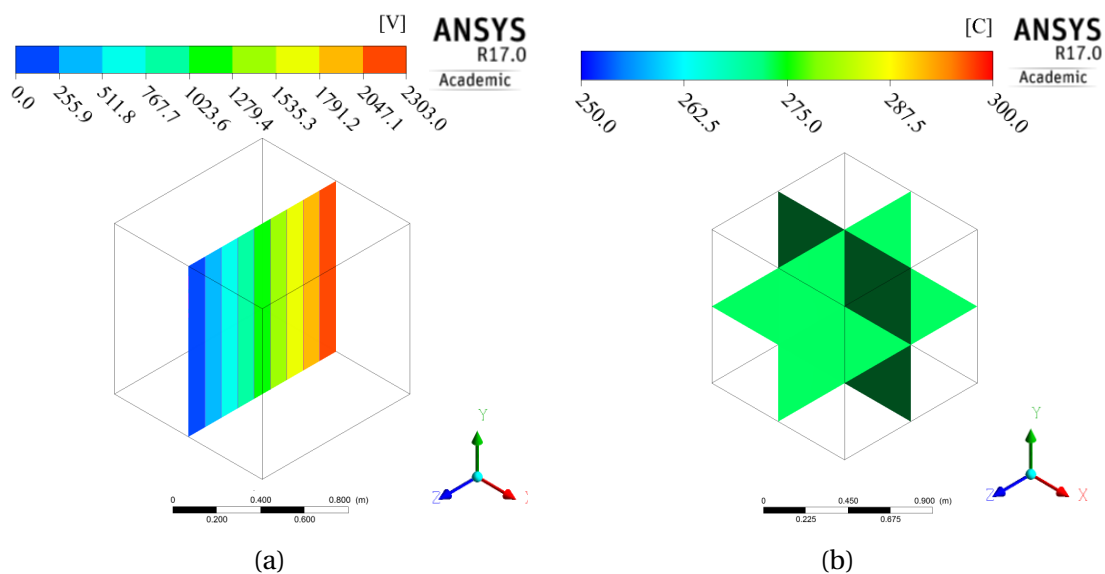 [V]
ANSYS
R17.0
Academic
0.0
255.9
511.8
767.7
1023.6
1279.4
1535.3
1791.2
2047.1
2303.0
Y
Z
0 0.400 0.800 (m)
0.200 0.600
(a)
[C]
ANSYS
R17.0
Academic
250.0
262.5
275.0
287.5
300.0
Y
Z X
0 0.450 0.900 (m)
0.225 0.675
(b)